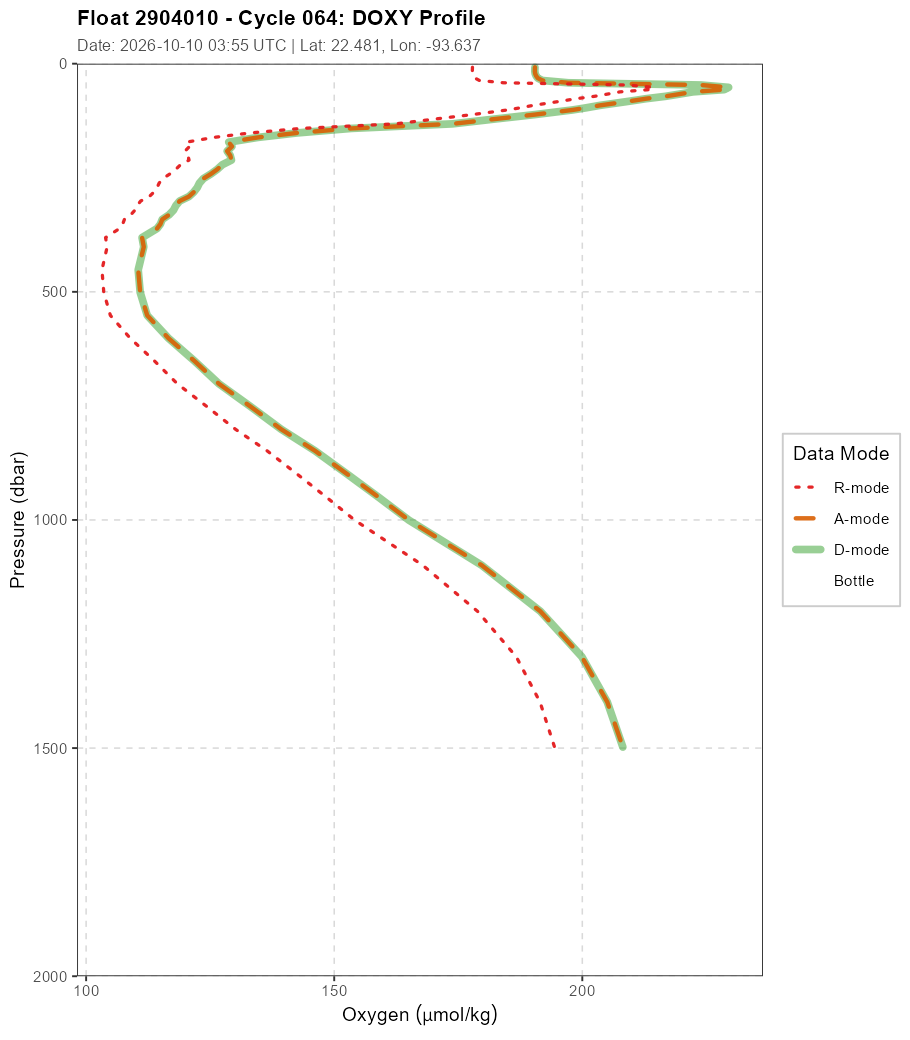 Float 2904010 - Cycle 064: DOXY Profile
Date: 2026-10-10 03:55 UTC | Lat: 22.481, Lon: -93.637
0
500
1000
1500
2000
Pressure (dbar)
100
150
200
Oxygen (µmol/kg)
Data Mode
R-mode
A-mode
D-mode
Bottle